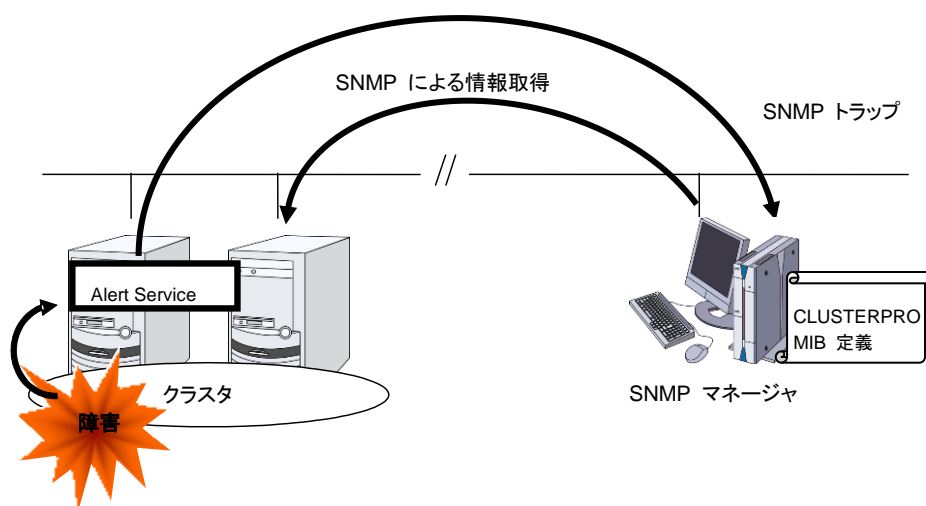 SNMP による情報取得
SNMP トラップ
//
Alert Service
CLUSTERPRO
MIB 定義
クラスタ
SNMP マネージャ
障害